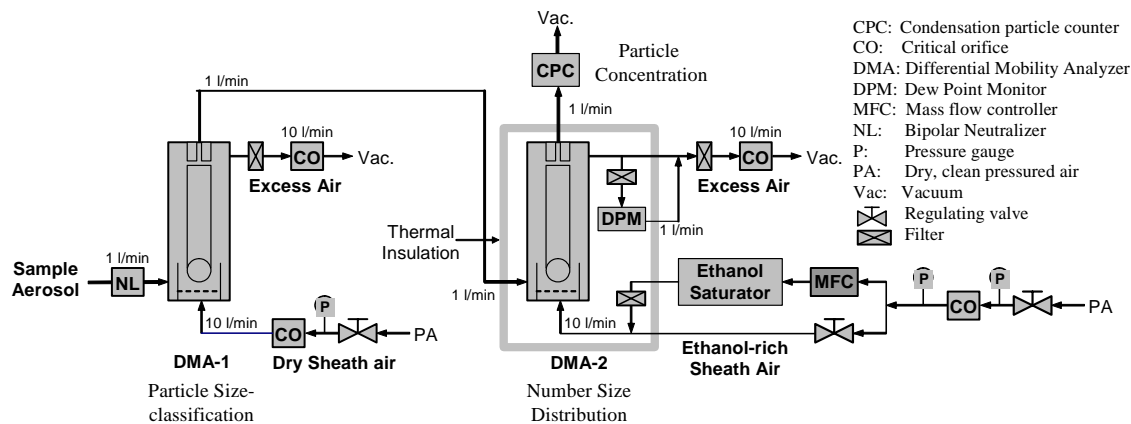 Vac.
CPC
Particle
Concentration
1 l/min
1 l/min
10 l/min
CO
Vac.
Excess Air
10 l/min
CO
Vac.
Excess Air
DPM
1 l/min
Thermal
Insulation
Sample
Aerosol
1 l/min
NL
1 l/min
10 l/min
CO
P
PA
Dry Sheath air
DMA-1
Particle Size-
classification
Ethanol
Saturator
MFC
P
CO
P
PA
10 l/min
Ethanol-rich
Sheath Air
DMA-2
Number Size
Distribution
CPC: Condensation particle counter
CO: Critical orifice
DMA: Differential Mobility Analyzer
DPM: Dew Point Monitor
MFC: Mass flow controller
NL: Bipolar Neutralizer
P: Pressure gauge
PA: Dry, clean pressured air
Vac: Vacuum
Regulating valve
Filter